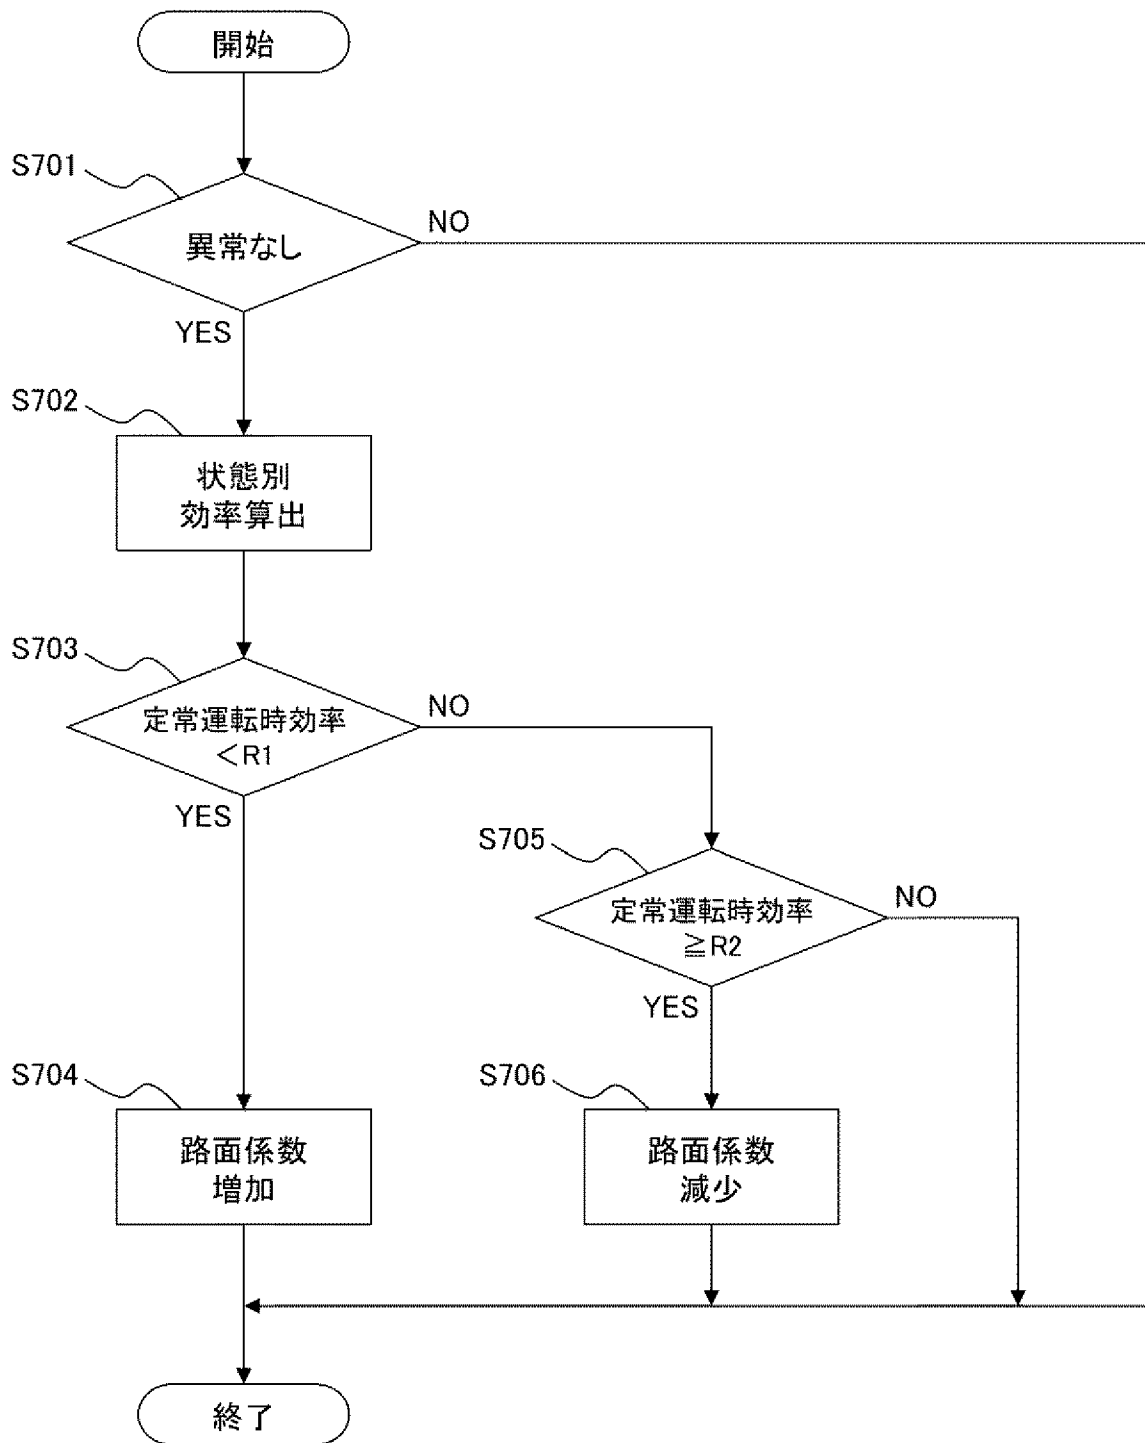 開始
S701
異常なし
NO
YES
S702
状態別
効率算出
S703
定常運転時効率
<R1
NO
YES
S705
定常運転時効率
≧R2
NO
YES
S704
路面係数
増加
S706
路面係数
減少
終了